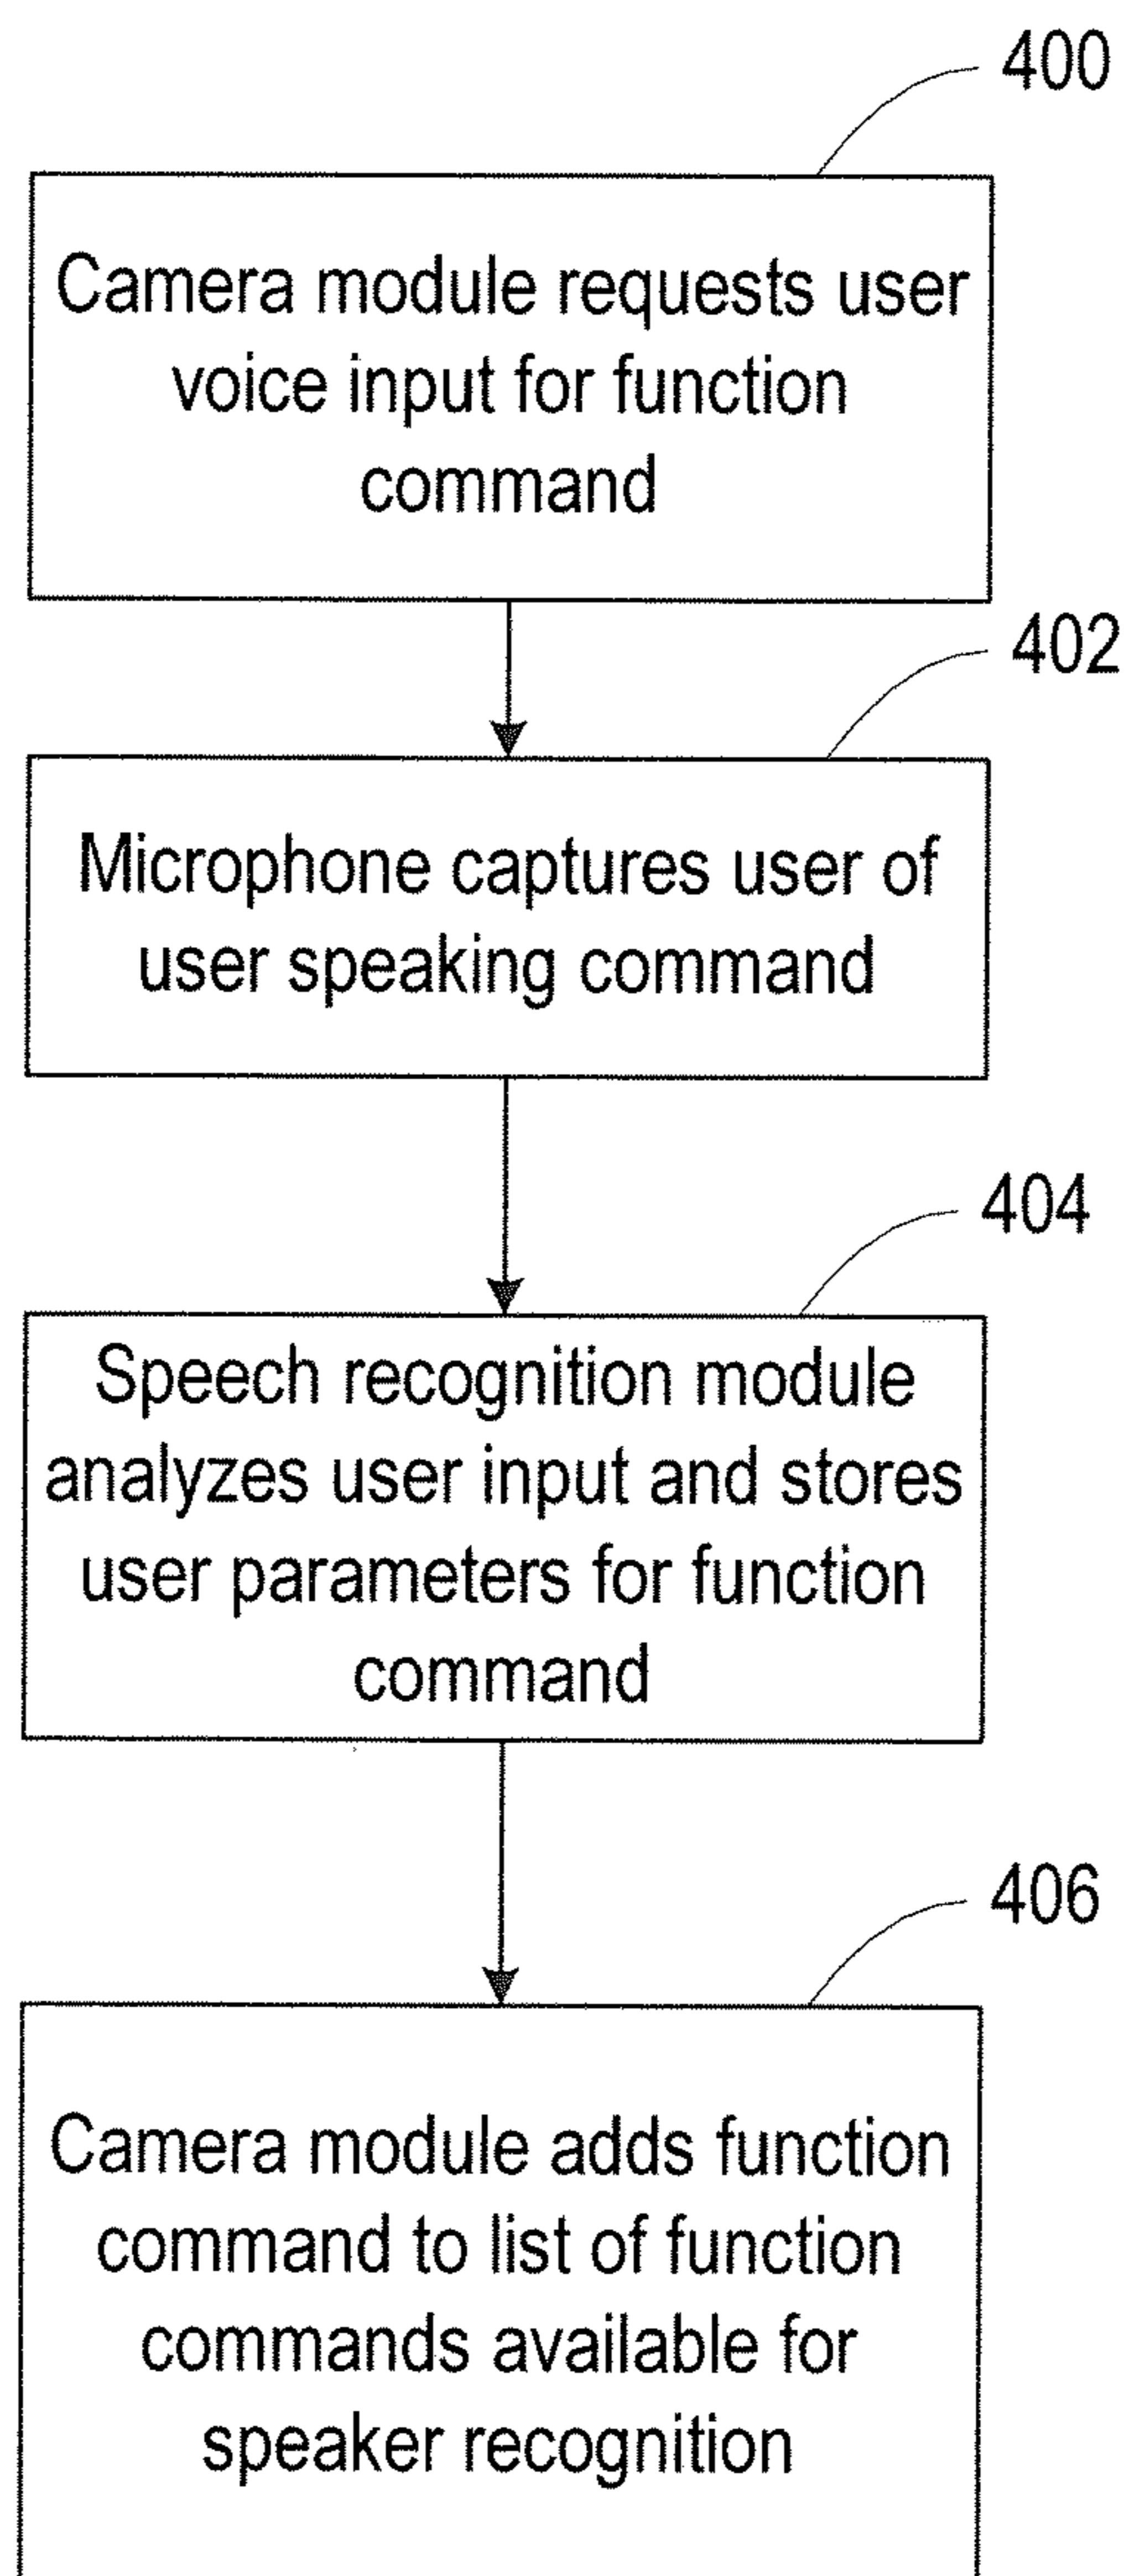 400
Camera module requests user
voice input for function
command
402
Microphone captures user of
user speaking command
404
Speech recognition module
analyzes user input and stores
user parameters for function
command
406
Camera module adds function
command to list of function
commands available for
speaker recognition